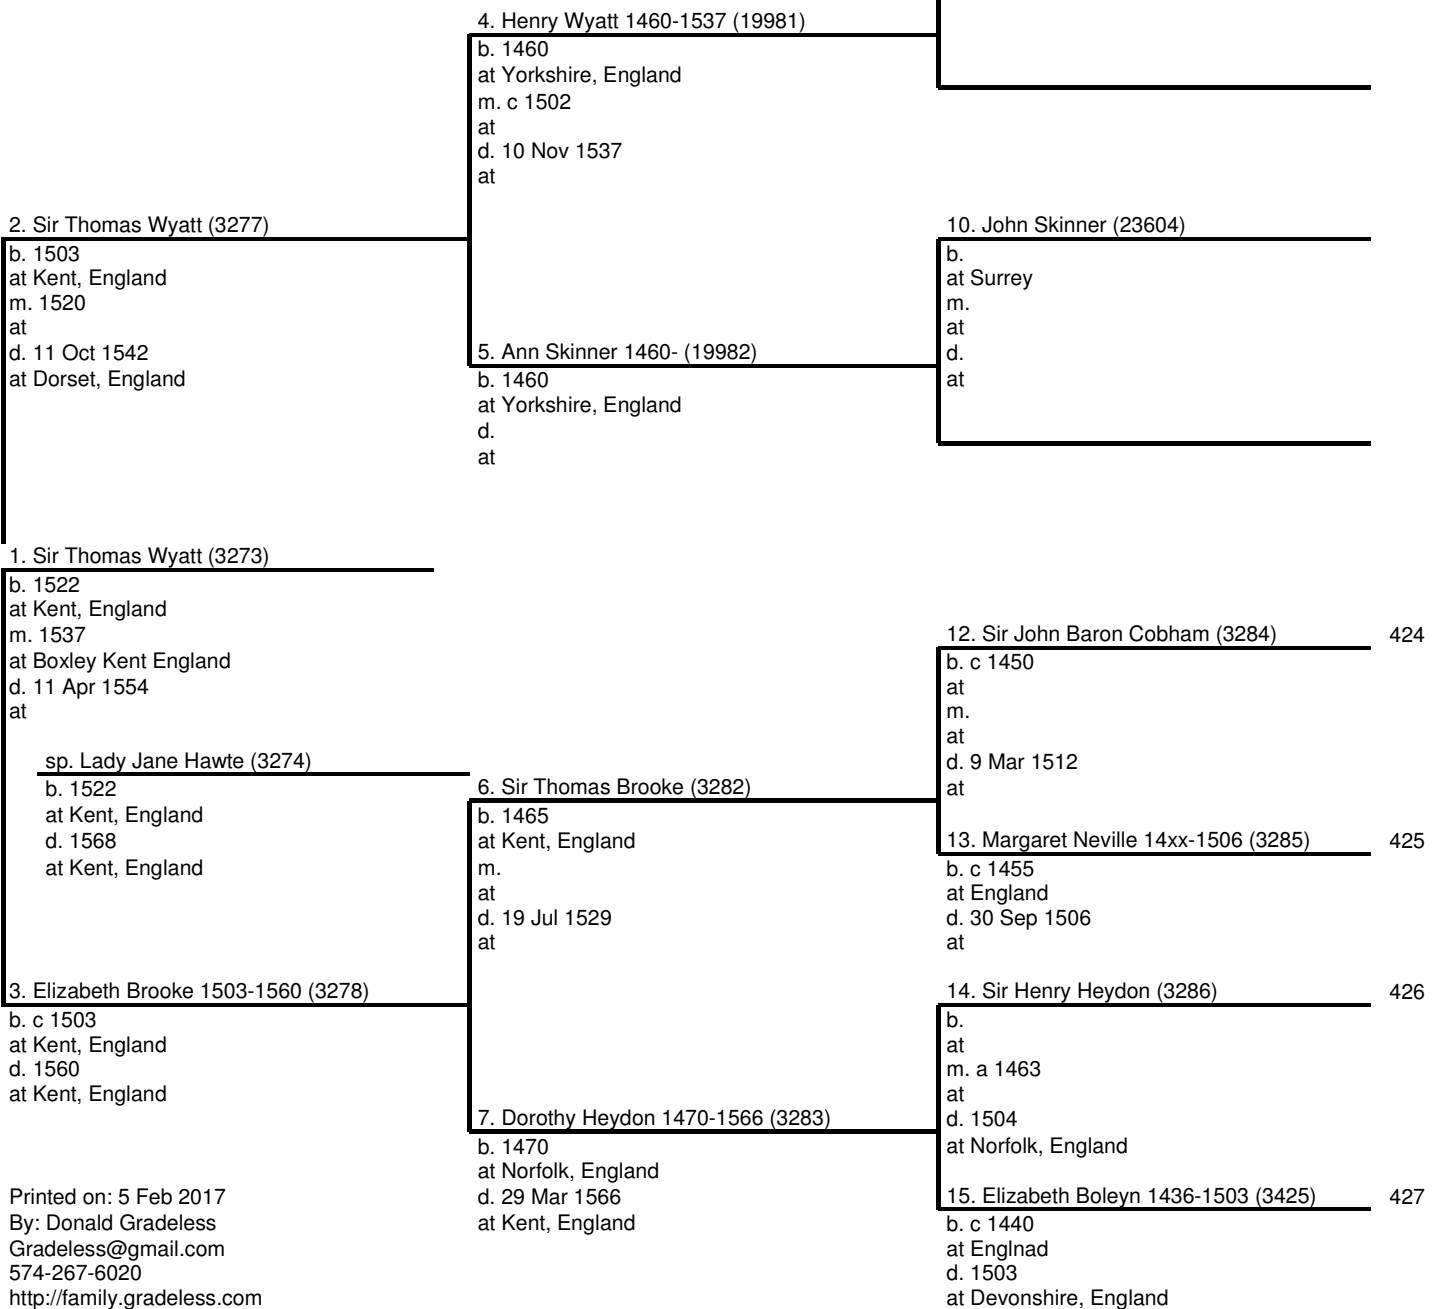 4. Henry Wyatt 1460-1537 (19981)
b. 1460
at Yorkshire, England
m. c 1502
at
d. 10 Nov 1537
at
2. Sir Thomas Wyatt (3277)
b. 1503
at Kent, England
m. 1520
at
d. 11 Oct 1542
at Dorset, England
10. John Skinner (23604)
b.
at Surrey
m.
at
d.
at
5. Ann Skinner 1460- (19982)
b. 1460
at Yorkshire, England
d.
at
1. Sir Thomas Wyatt (3273)
b. 1522
at Kent, England
m. 1537
at Boxley Kent England
d. 11 Apr 1554
at
sp. Lady Jane Hawte (3274)
b. 1522
at Kent, England
d. 1568
at Kent, England
12. Sir John Baron Cobham (3284) 424
b. c 1450
at
m.
at
d. 9 Mar 1512
at
6. Sir Thomas Brooke (3282)
b. 1465
at Kent, England
m.
at
d. 19 Jul 1529
at
13. Margaret Neville 14xx-1506 (3285) 425
b. c 1455
at England
d. 30 Sep 1506
at
3. Elizabeth Brooke 1503-1560 (3278)
b. c 1503
at Kent, England
d. 1560
at Kent, England
14. Sir Henry Heydon (3286) 426
b.
at
m. a 1463
at
d. 1504
at Norfolk, England
7. Dorothy Heydon 1470-1566 (3283)
b. 1470
at Norfolk, England
d. 29 Mar 1566
at Kent, England
15. Elizabeth Boleyn 1436-1503 (3425) 427
b. c 1440
at Englnad
d. 1503
at Devonshire, England
Printed on: 5 Feb 2017
By: Donald Gradeless
Gradeless@gmail.com
574-267-6020
http://family.gradeless.com